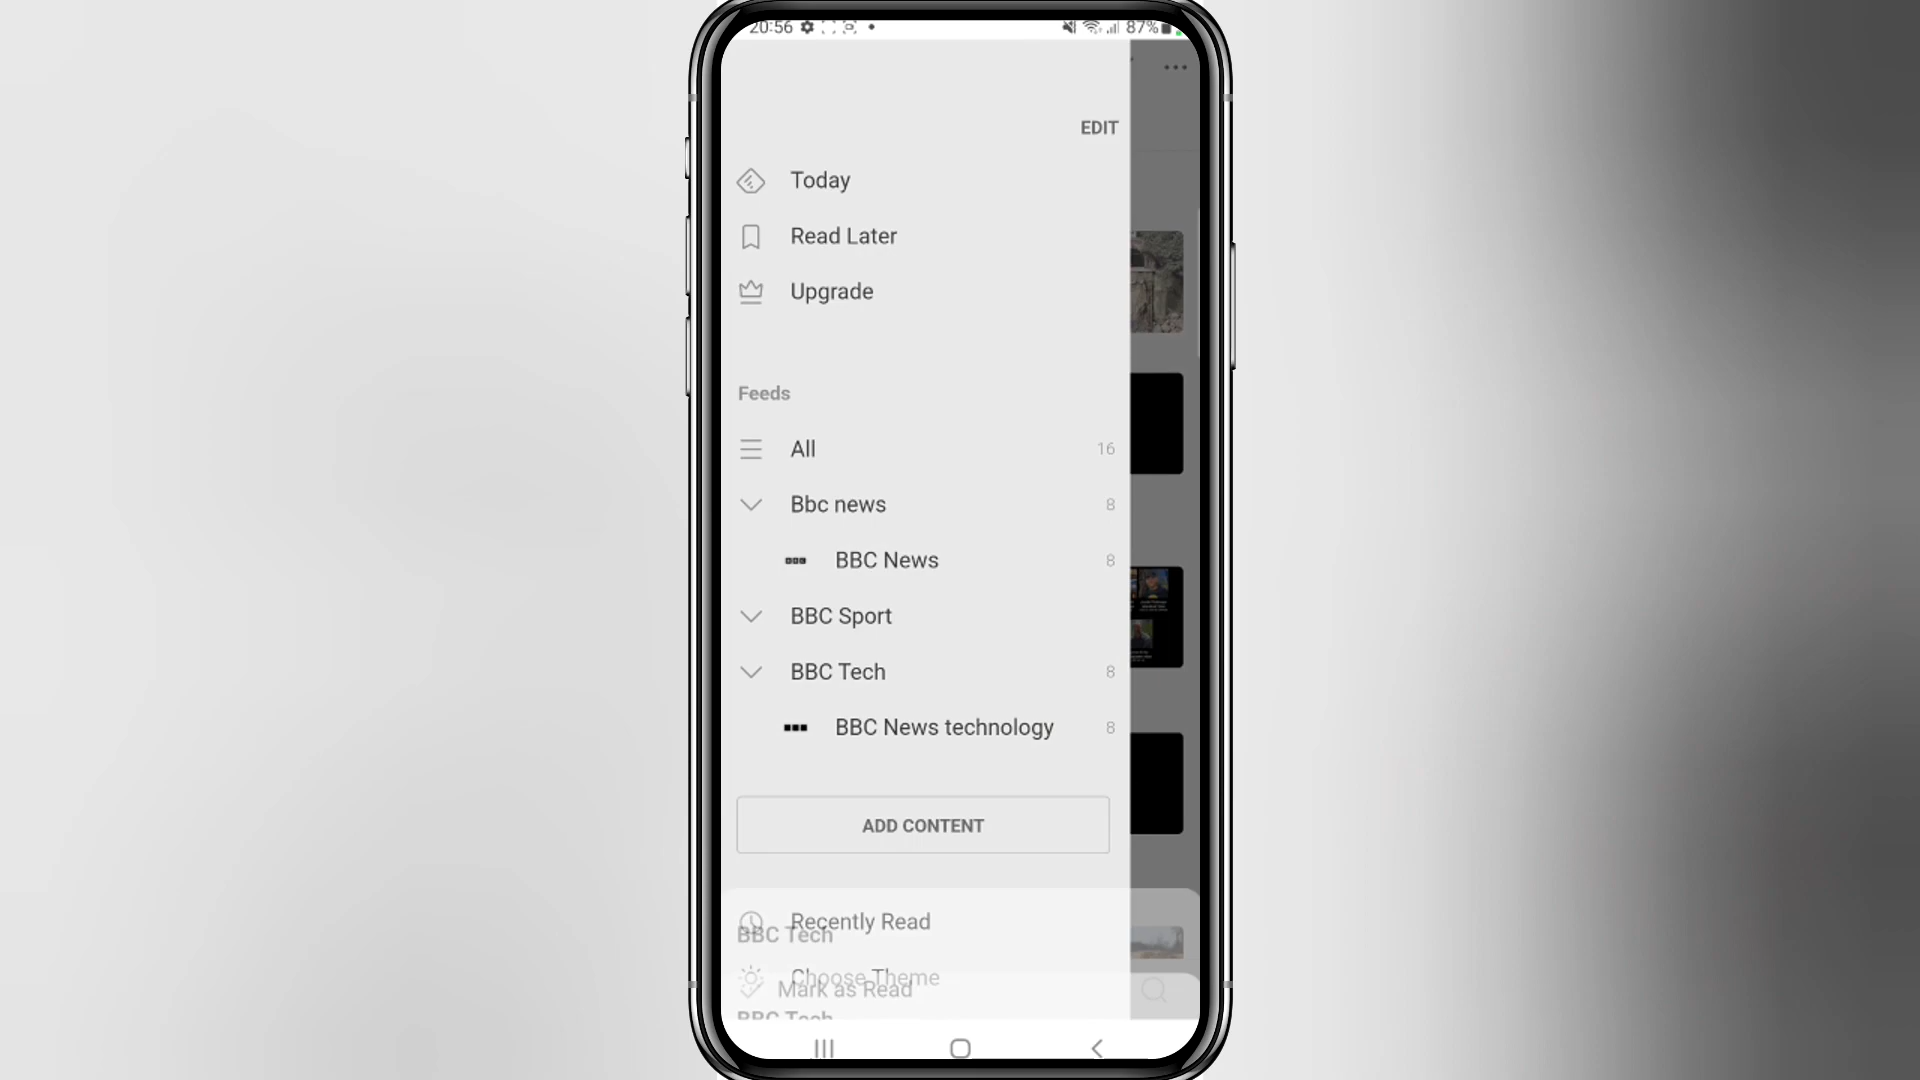 20:56 87%
EDIT
Today
Read Later
Upgrade
Feeds
All 16
Bbc news 8
BBC News 8
BBC Sport
BBC Tech 8
BBC News technology 8
ADD CONTENT
Recently Read
BBC Tech
Choose Theme
Mark as Read
BBC Tech